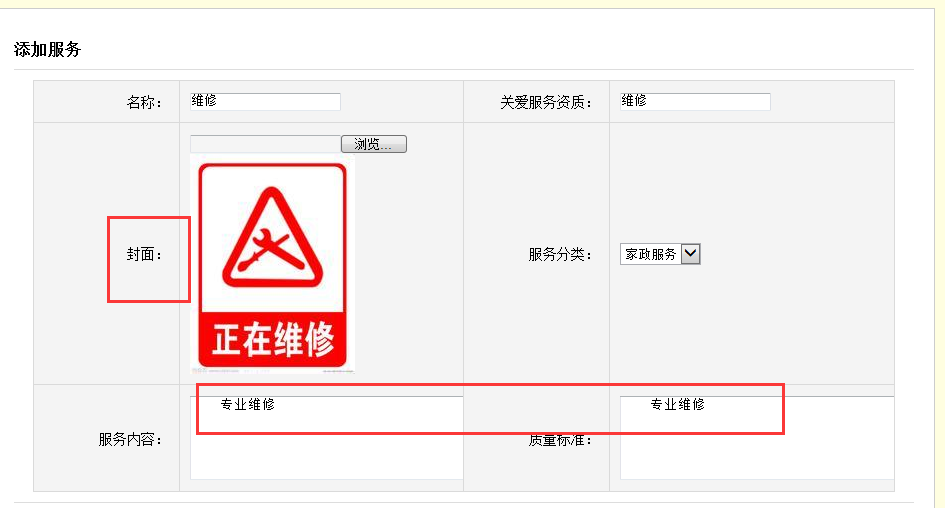 添加服务
名称： 维修 关爱服务资质： 维修
浏览...
封面： 服务分类： 家政服务
正在维修
专业维修 专业维修
服务内容： 质量标准：